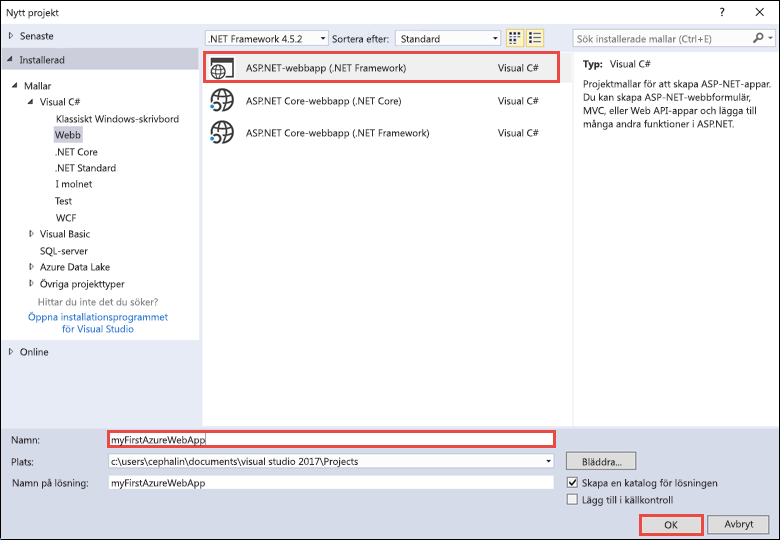 Nytt projekt
?
Senaste
.NET Framework 4.5.2
Sortera efter:
Standard
Sök installerade mallar (Ctrl+E)
Installerad
Mallar
Visual C#
Klassiskt Windows-skrivbord
Webb
.NET Core
.NET Standard
I molnet
Test
WCF
Visual Basic
SQL-server
Azure Data Lake
Övriga projekttyper
Hittar du inte det du söker?
Öppna installationsprogrammet
för Visual Studio
Online
ASP.NET-webbapp (.NET Framework) Visual C#
ASP.NET Core-webbapp (.NET Core) Visual C#
ASP.NET Core-webbapp (.NET Framework) Visual C#
Typ: Visual C#
Projektmallar för att skapa ASP-NET-appar.
Du kan skapa ASP-NET-webbformulär,
MVC, eller Web API-appar och lägga till
många andra funktioner i ASP.NET.
Namn: myFirstAzureWebApp
Plats: c:\users\cephalin\documents\visual studio 2017\Projects
Bläddra...
Namn på lösning: myFirstAzureWebApp
Skapa en katalog för lösningen
Lägg till i källkontroll
OK
Avbryt